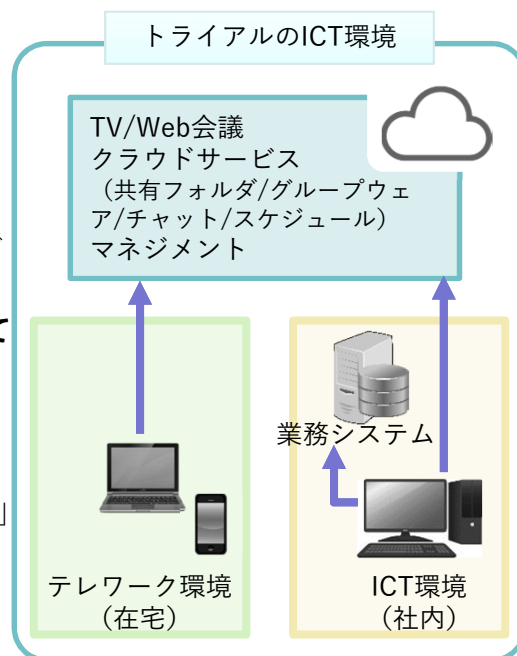 トライアルのICT環境
TV/Web会議
クラウドサービス
（共有フォルダ/グループウェ
ア/チャット/スケジュール）
マネジメント
て
」
業務システム
テレワーク環境
（在宅）
ICT環境
（社内）